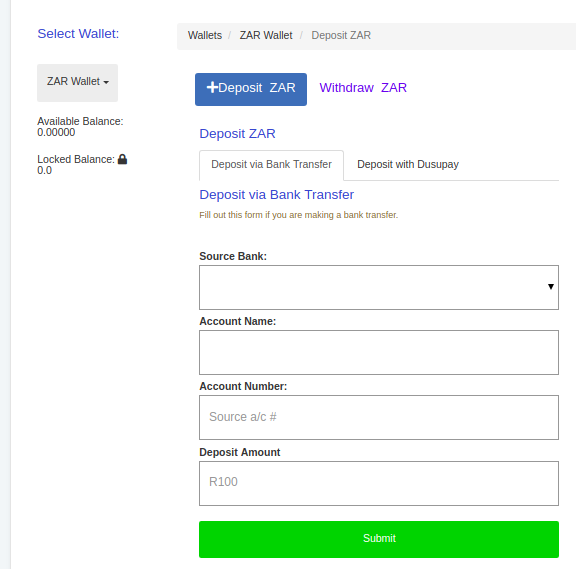 Select Wallet:
Wallets / ZAR Wallet / Deposit ZAR
ZAR Wallet
Available Balance:
0.00000
Locked Balance:
0.0
+Deposit ZAR
Withdraw ZAR
Deposit ZAR
Deposit via Bank Transfer
Deposit with Dusupay
Deposit via Bank Transfer
Fill out this form if you are making a bank transfer.
Source Bank:
Account Name:
Account Number:
Source a/c #
Deposit Amount
R100
Submit